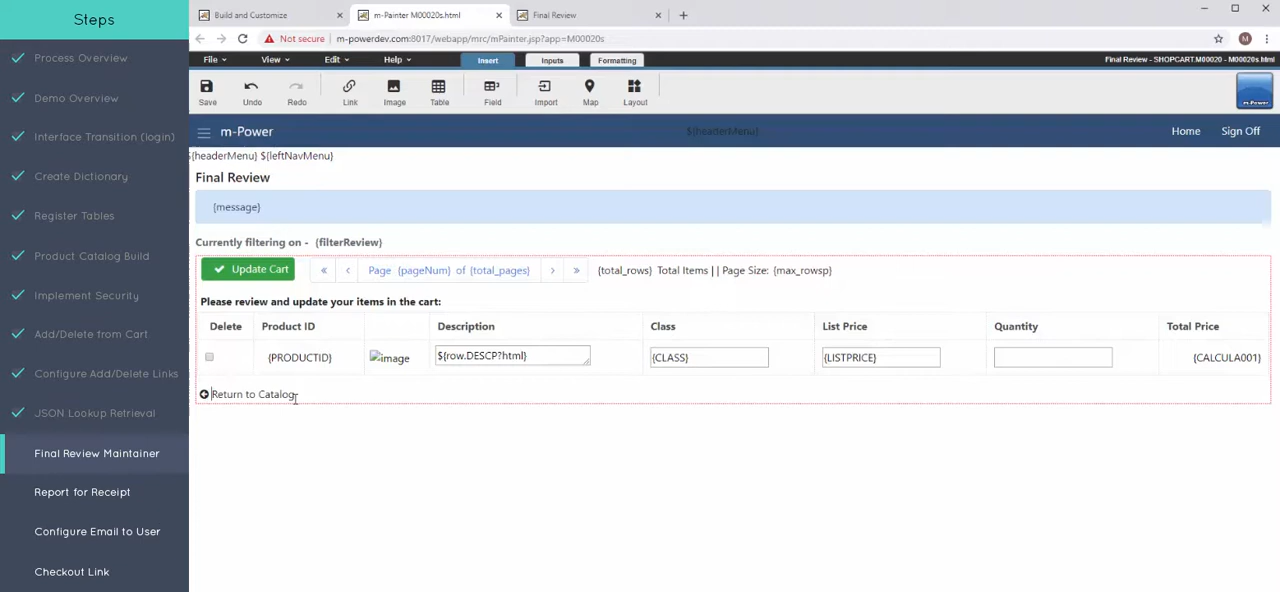 Steps
Process Overview
Demo Overview
Interface Transition (login)
Create Dictionary
Register Tables
Product Catalog Build
Implement Security
Add/Delete from Cart
Configure Add/Delete Links
JSON Lookup Retrieval
Final Review Maintainer
Report for Receipt
Configure Email to User
Checkout Link
Build and Customize
m-Painter M00020s.html
Final Review
Not secure | m-powerdev.com:8017/webapp/mrc/mPainter.jsp?app=M00020s
M
File View Edit Help Insert Inputs Formatting
Final Review - SHOPCART.M00020 - M00020s.html
Save Undo Redo Link Image Table Field Import Map Layout
m-Power
m-Power ${headerMenu} Home Sign Off
${headerMenu} ${leftNavMenu}
Final Review
{message}
Currently filtering on - {filterReview}
Update Cart « ‹ Page {pageNum} of {total_pages} › » {total_rows} Total Items | | Page Size: {max_rowsp}
Please review and update your items in the cart:
Delete Product ID Description Class List Price Quantity Total Price
{PRODUCTID} image ${row.DESCP?html} {CLASS} {LISTPRICE} {CALCULA001}
Return to Catalog